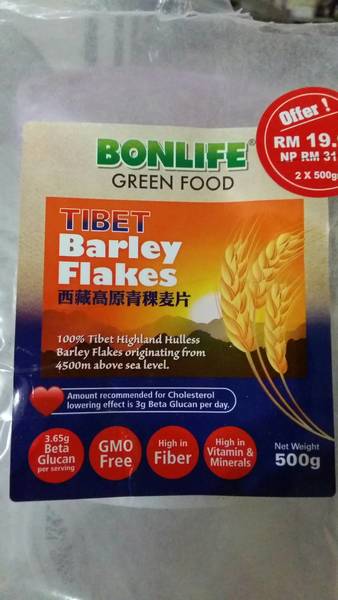 Offer !
RM 19.
NP RM 31
2 X 500g
BONLIFE®
GREEN FOOD
TIBET
Barley
Flakes
西藏高原青稞麦片
100% Tibet Highland Hulless
Barley Flakes originating from
4500m above sea level.
Amount recommended for Cholesterol
lowering effect is 3g Beta Glucan per day.
3.65g
Beta
Glucan
per serving
GMO
Free
High in
Fiber
High in
Vitamin &
Minerals
Net Weight
500g